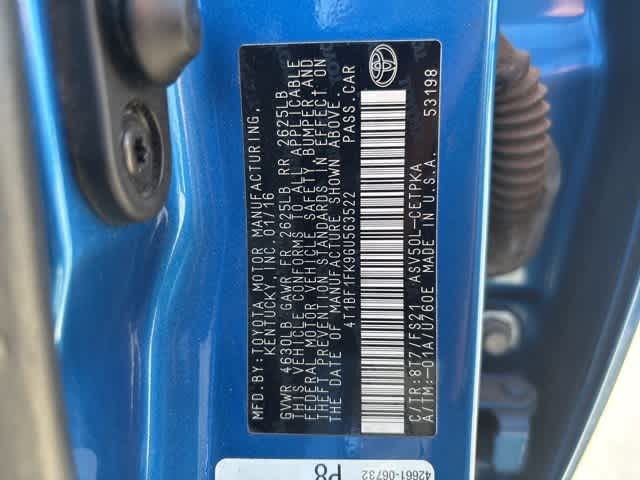 MFD.BY:TOYOTA MOTOR MANUFACTURING,
KENTUCKY, INC. 01/16
GVWR 4630LB GAWR FR 2625LB RR 2625LB
THIS VEHICLE CONFORMS TO ALL APPLICABLE
FEDERAL MOTOR VEHICLE SAFETY, BUMPER AND
THEFT PREVENTION STANDARDS IN EFFECT ON
THE DATE OF MANUFACTURE SHOWN ABOVE.
4T1BF1FK9GU563522 PASS.CAR
C/TR:8T7/FS21 ASV50L-CETPKA
A/TM:-01A/U760E MADE IN U.S.A.
53198
42661-06732
P8